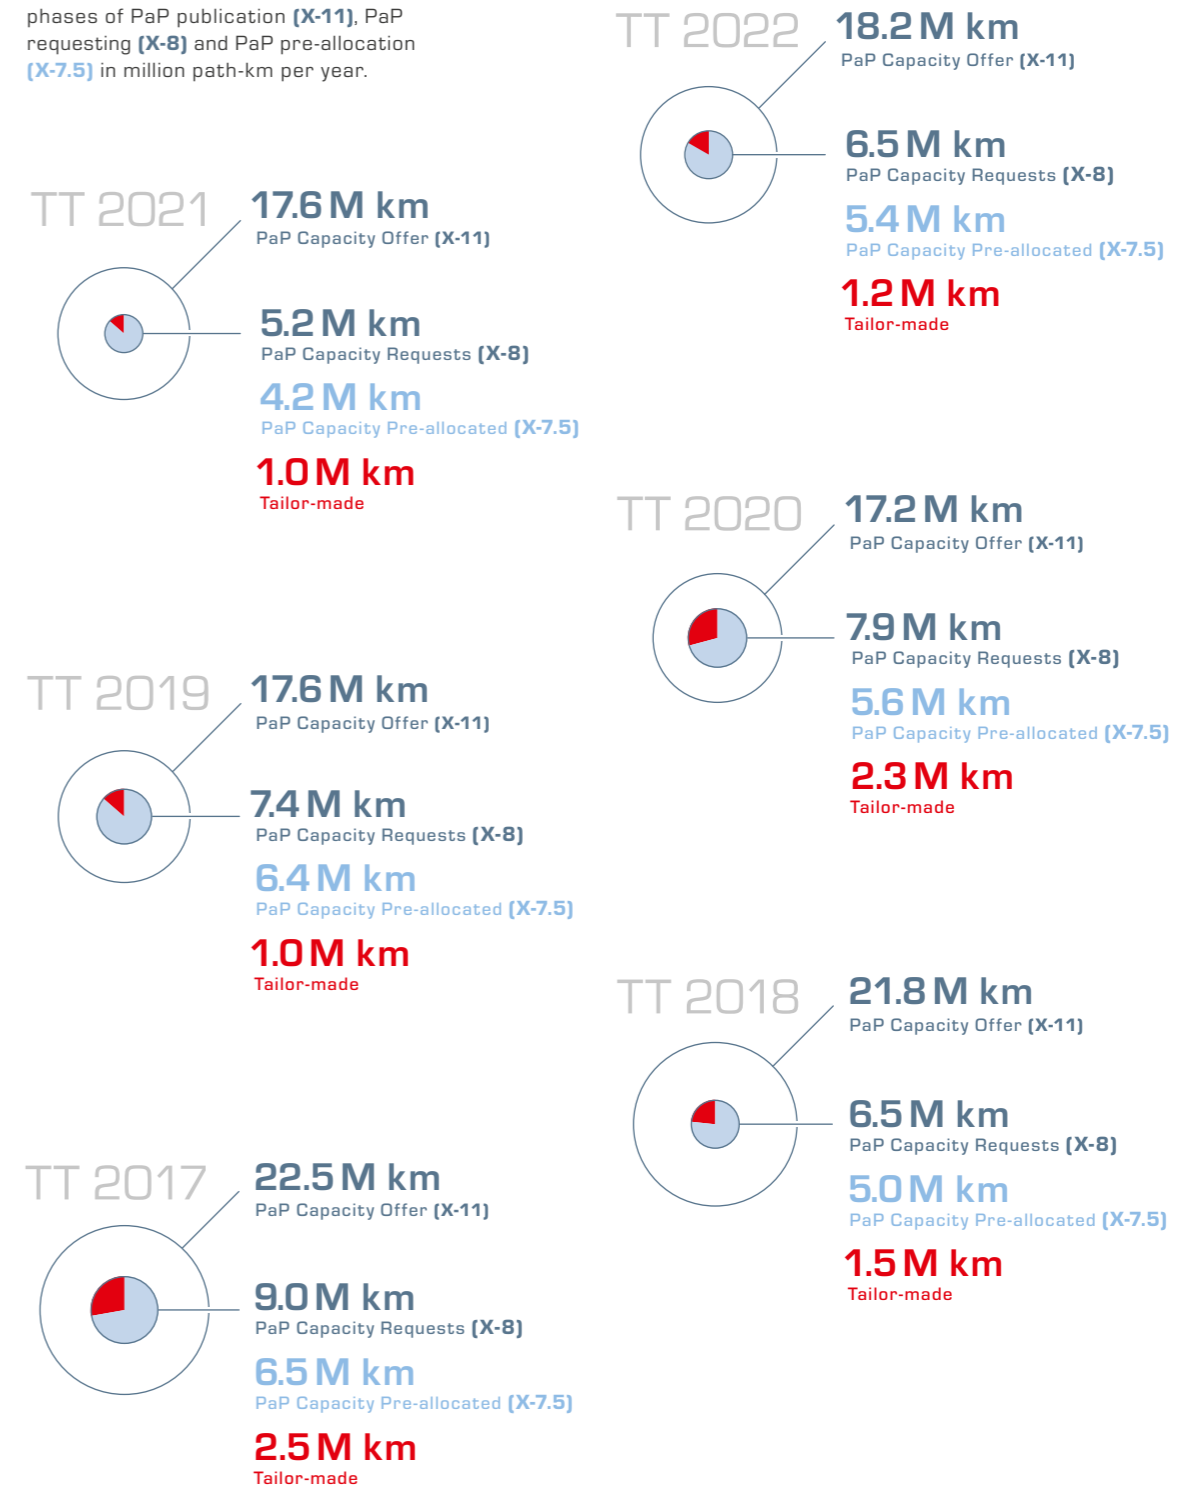 phases of PaP publication (X-11), PaP
requesting (X-8) and PaP pre-allocation
(X-7.5) in million path-km per year.
TT 2022
18.2 M km
PaP Capacity Offer (X-11)
6.5 M km
PaP Capacity Requests (X-8)
5.4 M km
PaP Capacity Pre-allocated (X-7.5)
1.2 M km
Tailor-made
TT 2021
17.6 M km
PaP Capacity Offer (X-11)
5.2 M km
PaP Capacity Requests (X-8)
4.2 M km
PaP Capacity Pre-allocated (X-7.5)
1.0 M km
Tailor-made
TT 2020
17.2 M km
PaP Capacity Offer (X-11)
7.9 M km
PaP Capacity Requests (X-8)
5.6 M km
PaP Capacity Pre-allocated (X-7.5)
2.3 M km
Tailor-made
TT 2019
17.6 M km
PaP Capacity Offer (X-11)
7.4 M km
PaP Capacity Requests (X-8)
6.4 M km
PaP Capacity Pre-allocated (X-7.5)
1.0 M km
Tailor-made
TT 2018
21.8 M km
PaP Capacity Offer (X-11)
6.5 M km
PaP Capacity Requests (X-8)
5.0 M km
PaP Capacity Pre-allocated (X-7.5)
1.5 M km
Tailor-made
TT 2017
22.5 M km
PaP Capacity Offer (X-11)
9.0 M km
PaP Capacity Requests (X-8)
6.5 M km
PaP Capacity Pre-allocated (X-7.5)
2.5 M km
Tailor-made